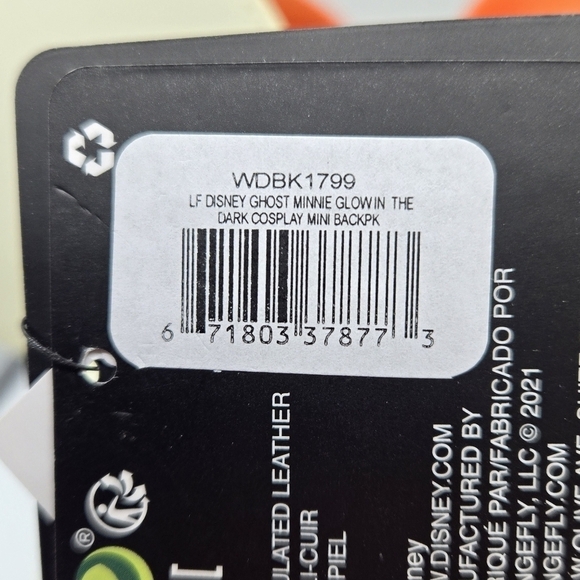 WDBK1799
LF DISNEY GHOST MINNIE GLOW IN THE
DARK COSPLAY MINI BACKPK
6 71803 37877 3
ULATED LEATHER
I-CUIR
PIEL
ney
W.DISNEY.COM
UFACTURED BY
IQUÉ PAR/FABRICADO POR
NGEFLY, LLC © 2021
NGEFLY.COM
®